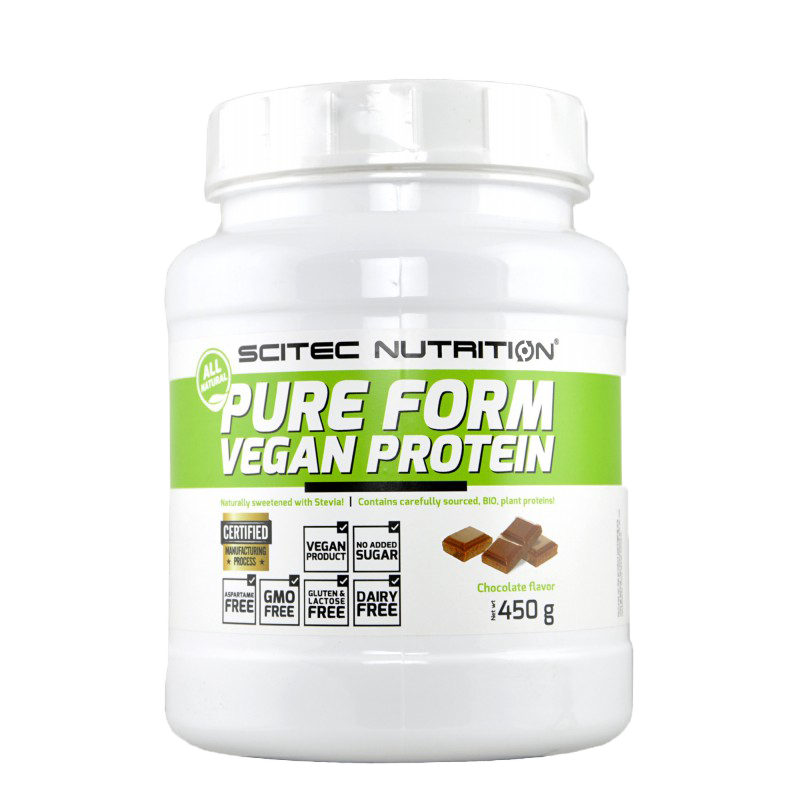 SCITEC NUTRITION®
ALL
NATURAL
PURE FORM
VEGAN PROTEIN
Naturally sweetened with Stevia! | Contains carefully sourced, BIO, plant proteins!
CERTIFIED
MANUFACTURING
PROCESS
VEGAN
PRODUCT
NO ADDED
SUGAR
ASPARTAME
FREE
GMO
FREE
GLUTEN &
LACTOSE
FREE
DAIRY
FREE
Chocolate flavor
Net wt 450 g